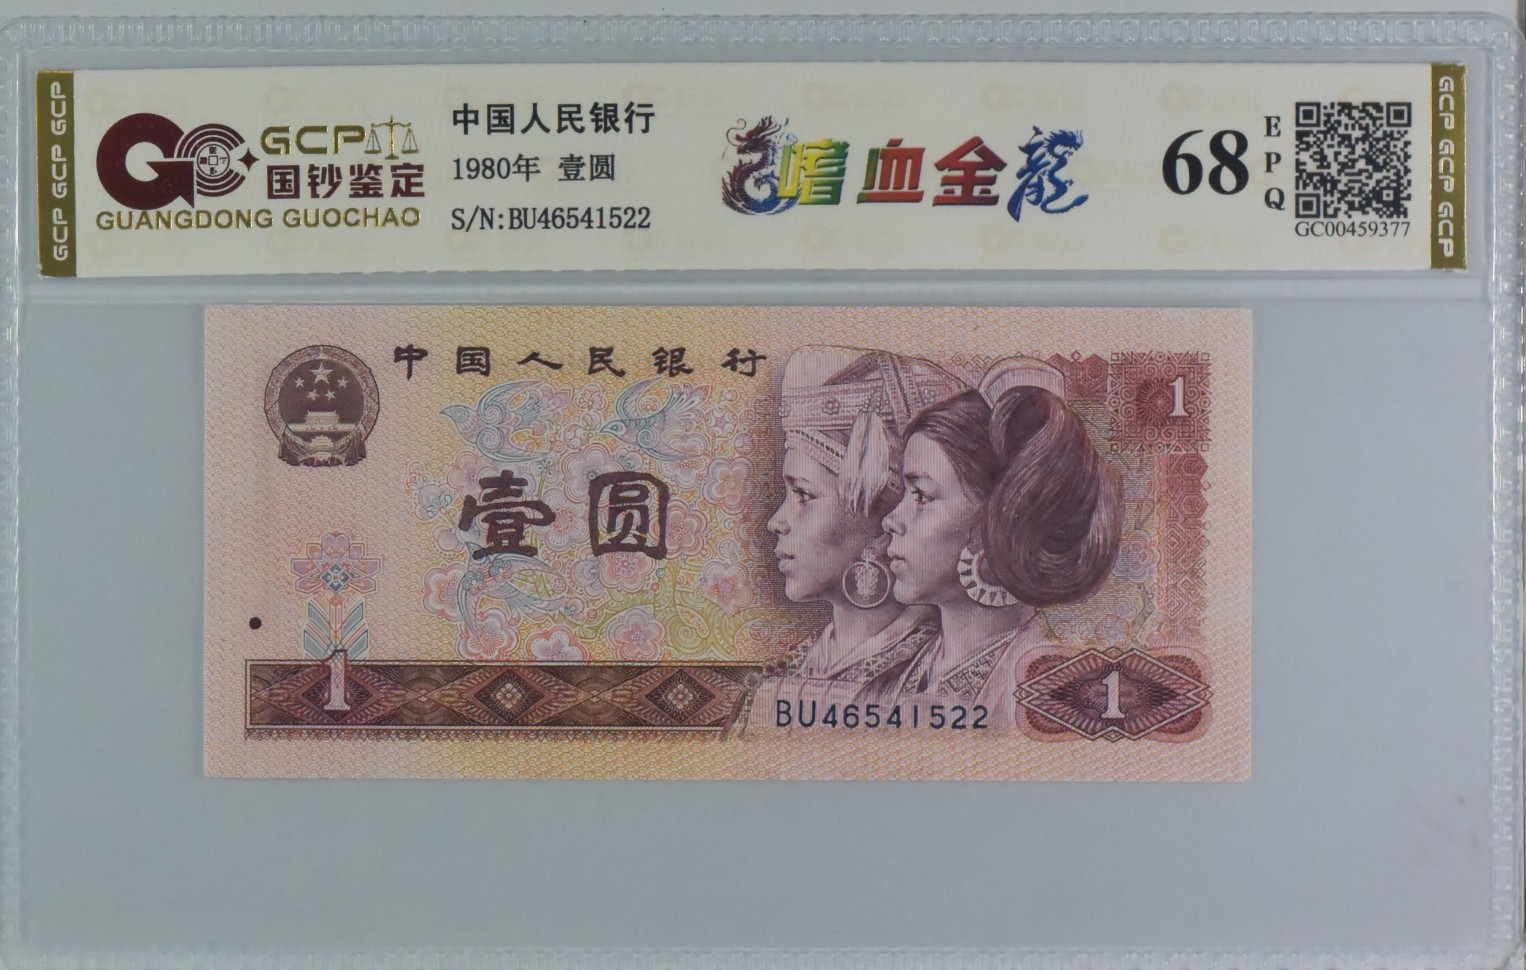 GCP GCP GCP
GCP
国钞鉴定
GUANGDONG GUOCHAO
中国人民银行
1980年 壹圆
S/N:BU46541522
嗜血金龍
68
EPQ
GC00459377
GCP GCP GCP
中国人民银行
1
壹圆
1
BU46541522
1